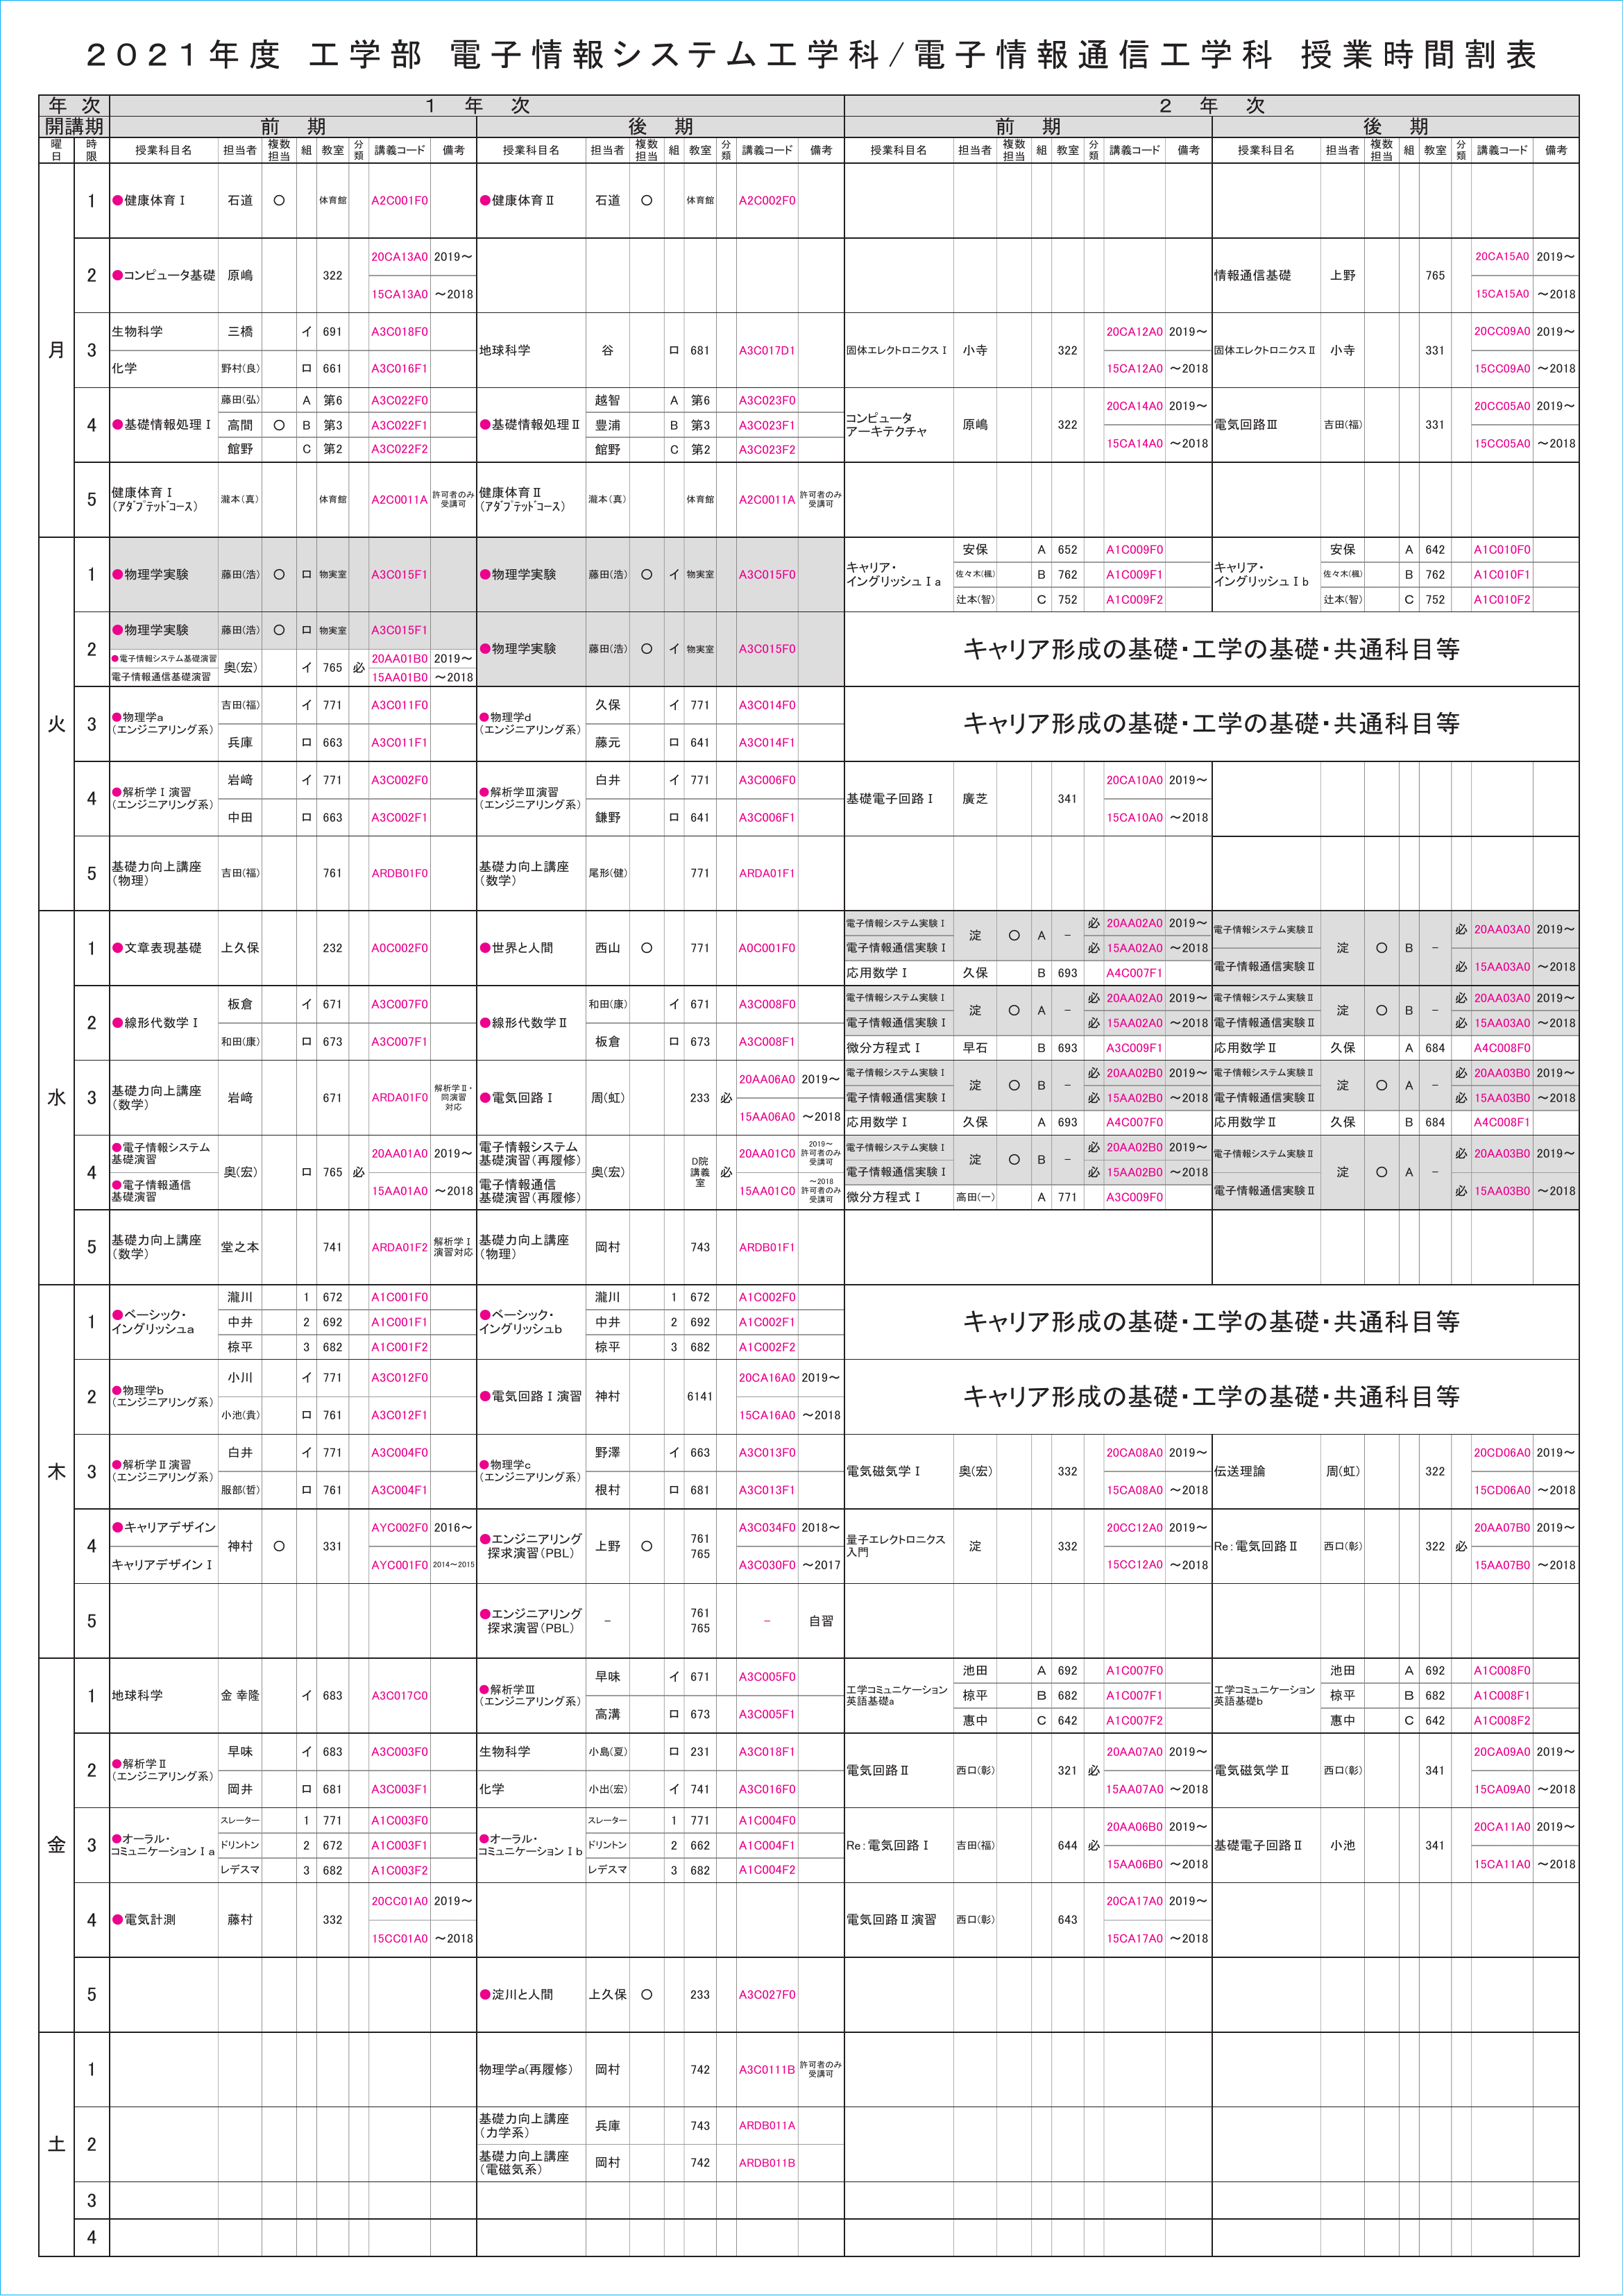 2021年度 工学部 電子情報システム工学科/電子情報通信工学科 授業時間割表
年次 1年次 2年次
開講期 前期 後期 前期 後期
曜日 時限 授業科目名 担当者 複数担当 組 教室 分類 講義コード 備考 授業科目名 担当者 複数担当 組 教室 分類 講義コード 備考 授業科目名 担当者 複数担当 組 教室 分類 講義コード 備考 授業科目名 担当者 複数担当 組 教室 分類 講義コード 備考
月
1 ●健康体育Ⅰ 石道 ○ 体育館 A2C001F0 ●健康体育Ⅱ 石道 ○ 体育館 A2C002F0
2 ●コンピュータ基礎 原嶋 322 20CA13A0 2019～
15CA13A0 ～2018
情報通信基礎 上野 765 20CA15A0 2019～
15CA15A0 ～2018
3 生物科学 三橋 イ 691 A3C018F0
化学 野村(良) ロ 661 A3C016F1
地球科学 谷 ロ 681 A3C017D1
固体エレクトロニクスⅠ 小寺 322 20CA12A0 2019～
15CA12A0 ～2018
固体エレクトロニクスⅡ 小寺 331 20CC09A0 2019～
15CC09A0 ～2018
4 ●基礎情報処理Ⅰ 藤田(弘) A 第6 A3C022F0
高間 ○ B 第3 A3C022F1
館野 C 第2 A3C022F2
●基礎情報処理Ⅱ 越智 A 第6 A3C023F0
豊浦 B 第3 A3C023F1
館野 C 第2 A3C023F2
コンピュータ
アーキテクチャ 原嶋 322 20CA14A0 2019～
15CA14A0 ～2018
電気回路Ⅲ 吉田(福) 331 20CC05A0 2019～
15CC05A0 ～2018
5 健康体育Ⅰ
(アダプテッドコース) 瀧本(真) 体育館 A2C0011A 許可者のみ
受講可
健康体育Ⅱ
(アダプテッドコース) 瀧本(真) 体育館 A2C0011A 許可者のみ
受講可
火
1 ●物理学実験 藤田(浩) ○ ロ 物実室 A3C015F1 ●物理学実験 藤田(浩) ○ イ 物実室 A3C015F0
キャリア・
イングリッシュⅠa 安保 A 652 A1C009F0
佐々木(楓) B 762 A1C009F1
辻本(智) C 752 A1C009F2
キャリア・
イングリッシュⅠb 安保 A 642 A1C010F0
佐々木(楓) B 762 A1C010F1
辻本(智) C 752 A1C010F2
2 ●物理学実験 藤田(浩) ○ ロ 物実室 A3C015F1
●電子情報システム基礎演習 奥(宏) イ 765 必 20AA01B0 2019～
電子情報通信基礎演習 15AA01B0 ～2018
●物理学実験 藤田(浩) ○ イ 物実室 A3C015F0
キャリア形成の基礎・工学の基礎・共通科目等
3 ●物理学a
(エンジニアリング系) 吉田(福) イ 771 A3C011F0
兵庫 ロ 663 A3C011F1
●物理学d
(エンジニアリング系) 久保 イ 771 A3C014F0
藤元 ロ 641 A3C014F1
キャリア形成の基礎・工学の基礎・共通科目等
4 ●解析学Ⅰ演習
(エンジニアリング系) 岩﨑 イ 771 A3C002F0
中田 ロ 663 A3C002F1
●解析学Ⅲ演習
(エンジニアリング系) 白井 イ 771 A3C006F0
鎌野 ロ 641 A3C006F1
基礎電子回路Ⅰ 廣芝 341 20CA10A0 2019～
15CA10A0 ～2018
5 基礎力向上講座
(物理) 吉田(福) 761 ARDB01F0
基礎力向上講座
(数学) 尾形(健) 771 ARDA01F1
水
1 ●文章表現基礎 上久保 232 A0C002F0 ●世界と人間 西山 ○ 771 A0C001F0
電子情報システム実験Ⅰ 淀 ○ A － 必 20AA02A0 2019～
電子情報通信実験Ⅰ 必 15AA02A0 ～2018
応用数学Ⅰ 久保 B 693 A4C007F1
電子情報システム実験Ⅱ 淀 ○ B － 必 20AA03A0 2019～
電子情報通信実験Ⅱ 必 15AA03A0 ～2018
2 ●線形代数学Ⅰ 板倉 イ 671 A3C007F0
和田(康) ロ 673 A3C007F1
●線形代数学Ⅱ 和田(康) イ 671 A3C008F0
板倉 ロ 673 A3C008F1
電子情報システム実験Ⅰ 淀 ○ A － 必 20AA02A0 2019～
電子情報通信実験Ⅰ 必 15AA02A0 ～2018
微分方程式Ⅰ 早石 B 693 A3C009F1
電子情報システム実験Ⅱ 淀 ○ B － 必 20AA03A0 2019～
電子情報通信実験Ⅱ 必 15AA03A0 ～2018
応用数学Ⅱ 久保 A 684 A4C008F0
3 基礎力向上講座
(数学) 岩﨑 671 ARDA01F0 解析学Ⅱ・
同演習
対応
●電気回路Ⅰ 周(虹) 233 必 20AA06A0 2019～
15AA06A0 ～2018
電子情報システム実験Ⅰ 淀 ○ B － 必 20AA02B0 2019～
電子情報通信実験Ⅰ 必 15AA02B0 ～2018
応用数学Ⅰ 久保 A 693 A4C007F0
電子情報システム実験Ⅱ 淀 ○ A － 必 20AA03B0 2019～
電子情報通信実験Ⅱ 必 15AA03B0 ～2018
応用数学Ⅱ 久保 B 684 A4C008F1
4 ●電子情報システム
基礎演習 奥(宏) ロ 765 必 20AA01A0 2019～
●電子情報通信
基礎演習 15AA01A0 ～2018
電子情報システム
基礎演習(再履修) 奥(宏) D院
講義
室 必 20AA01C0 2019～
許可者のみ
受講可
電子情報通信
基礎演習(再履修) 15AA01C0 ～2018
許可者のみ
受講可
電子情報システム実験Ⅰ 淀 ○ B － 必 20AA02B0 2019～
電子情報通信実験Ⅰ 必 15AA02B0 ～2018
微分方程式Ⅰ 高田(一) A 771 A3C009F0
電子情報システム実験Ⅱ 淀 ○ A － 必 20AA03B0 2019～
電子情報通信実験Ⅱ 必 15AA03B0 ～2018
5 基礎力向上講座
(数学) 堂之本 741 ARDA01F2 解析学Ⅰ
演習対応
基礎力向上講座
(物理) 岡村 743 ARDB01F1
木
1 ●ベーシック・
イングリッシュa 瀧川 1 672 A1C001F0
中井 2 692 A1C001F1
椋平 3 682 A1C001F2
●ベーシック・
イングリッシュb 瀧川 1 672 A1C002F0
中井 2 692 A1C002F1
椋平 3 682 A1C002F2
キャリア形成の基礎・工学の基礎・共通科目等
2 ●物理学b
(エンジニアリング系) 小川 イ 771 A3C012F0
小池(貴) ロ 761 A3C012F1
●電気回路Ⅰ演習 神村 6141 20CA16A0 2019～
15CA16A0 ～2018
キャリア形成の基礎・工学の基礎・共通科目等
3 ●解析学Ⅱ演習
(エンジニアリング系) 白井 イ 771 A3C004F0
服部(哲) ロ 761 A3C004F1
●物理学c
(エンジニアリング系) 野澤 イ 663 A3C013F0
根村 ロ 681 A3C013F1
電気磁気学Ⅰ 奥(宏) 332 20CA08A0 2019～
15CA08A0 ～2018
伝送理論 周(虹) 322 20CD06A0 2019～
15CD06A0 ～2018
4 ●キャリアデザイン 神村 ○ 331 AYC002F0 2016～
キャリアデザインⅠ AYC001F0 2014～2015
●エンジニアリング
探求演習(PBL) 上野 ○ 761
765 A3C034F0 2018～
A3C030F0 ～2017
量子エレクトロニクス
入門 淀 332 20CC12A0 2019～
15CC12A0 ～2018
Re:電気回路Ⅱ 西口(彰) 322 必 20AA07B0 2019～
15AA07B0 ～2018
5 ●エンジニアリング
探求演習(PBL) － 761
765 － 自習
金
1 地球科学 金 幸隆 イ 683 A3C017C0
●解析学Ⅲ
(エンジニアリング系) 早味 イ 671 A3C005F0
高溝 ロ 673 A3C005F1
工学コミュニケーション
英語基礎a 池田 A 692 A1C007F0
椋平 B 682 A1C007F1
惠中 C 642 A1C007F2
工学コミュニケーション
英語基礎b 池田 A 692 A1C008F0
椋平 B 682 A1C008F1
惠中 C 642 A1C008F2
2 ●解析学Ⅱ
(エンジニアリング系) 早味 イ 683 A3C003F0
岡井 ロ 681 A3C003F1
生物科学 小島(夏) ロ 231 A3C018F1
化学 小出(宏) イ 741 A3C016F0
電気回路Ⅱ 西口(彰) 321 必 20AA07A0 2019～
15AA07A0 ～2018
電気磁気学Ⅱ 西口(彰) 341 20CA09A0 2019～
15CA09A0 ～2018
3 ●オーラル・
コミュニケーションⅠa スレーター 1 771 A1C003F0
ドリントン 2 672 A1C003F1
レデスマ 3 682 A1C003F2
●オーラル・
コミュニケーションⅠb スレーター 1 771 A1C004F0
ドリントン 2 662 A1C004F1
レデスマ 3 682 A1C004F2
Re:電気回路Ⅰ 吉田(福) 644 必 20AA06B0 2019～
15AA06B0 ～2018
基礎電子回路Ⅱ 小池 341 20CA11A0 2019～
15CA11A0 ～2018
4 ●電気計測 藤村 332 20CC01A0 2019～
15CC01A0 ～2018
電気回路Ⅱ演習 西口(彰) 643 20CA17A0 2019～
15CA17A0 ～2018
5 ●淀川と人間 上久保 ○ 233 A3C027F0
土
1 物理学a(再履修) 岡村 742 A3C0111B 許可者のみ
受講可
2 基礎力向上講座
(力学系) 兵庫 743 ARDB011A
基礎力向上講座
(電磁気系) 岡村 742 ARDB011B
3
4